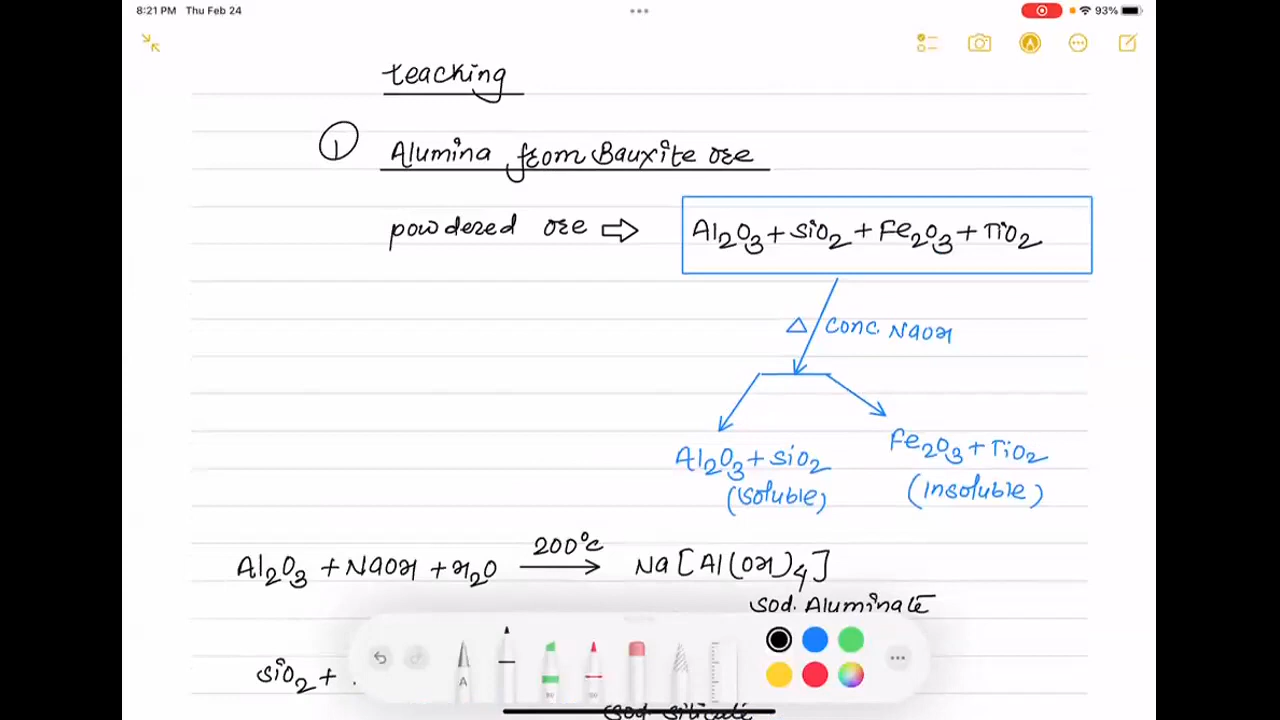 8:21 PM Thu Feb 24
93%
teaching
① Alumina from Bauxite ore
powdered ore ⇨ Al₂O₃ + SiO₂ + Fe₂O₃ + TiO₂
△ conc. NaOH
Al₂O₃ + SiO₂
(soluble)
Fe₂O₃ + TiO₂
(Insoluble)
Al₂O₃ + NaOH + H₂O 200°c → Na[Al(OH)₄]
sod. Aluminate
SiO₂ +
sod. silicate